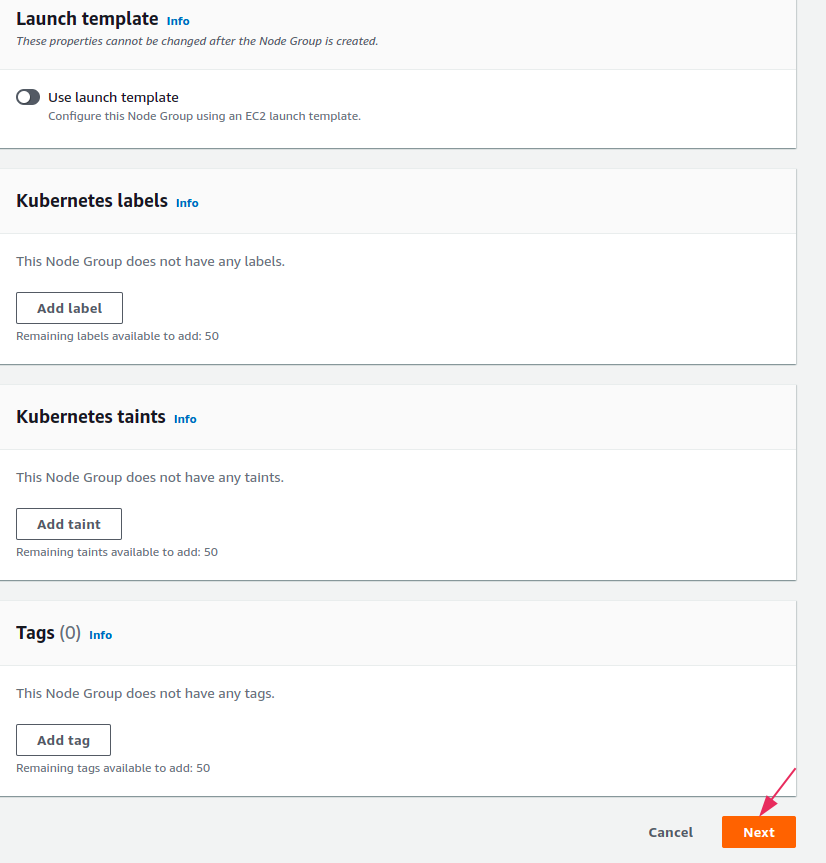 Launch template Info
These properties cannot be changed after the Node Group is created.
Use launch template
Configure this Node Group using an EC2 launch template.
Kubernetes labels Info
This Node Group does not have any labels.
Add label
Remaining labels available to add: 50
Kubernetes taints Info
This Node Group does not have any taints.
Add taint
Remaining taints available to add: 50
Tags (0) Info
This Node Group does not have any tags.
Add tag
Remaining tags available to add: 50
Cancel Next